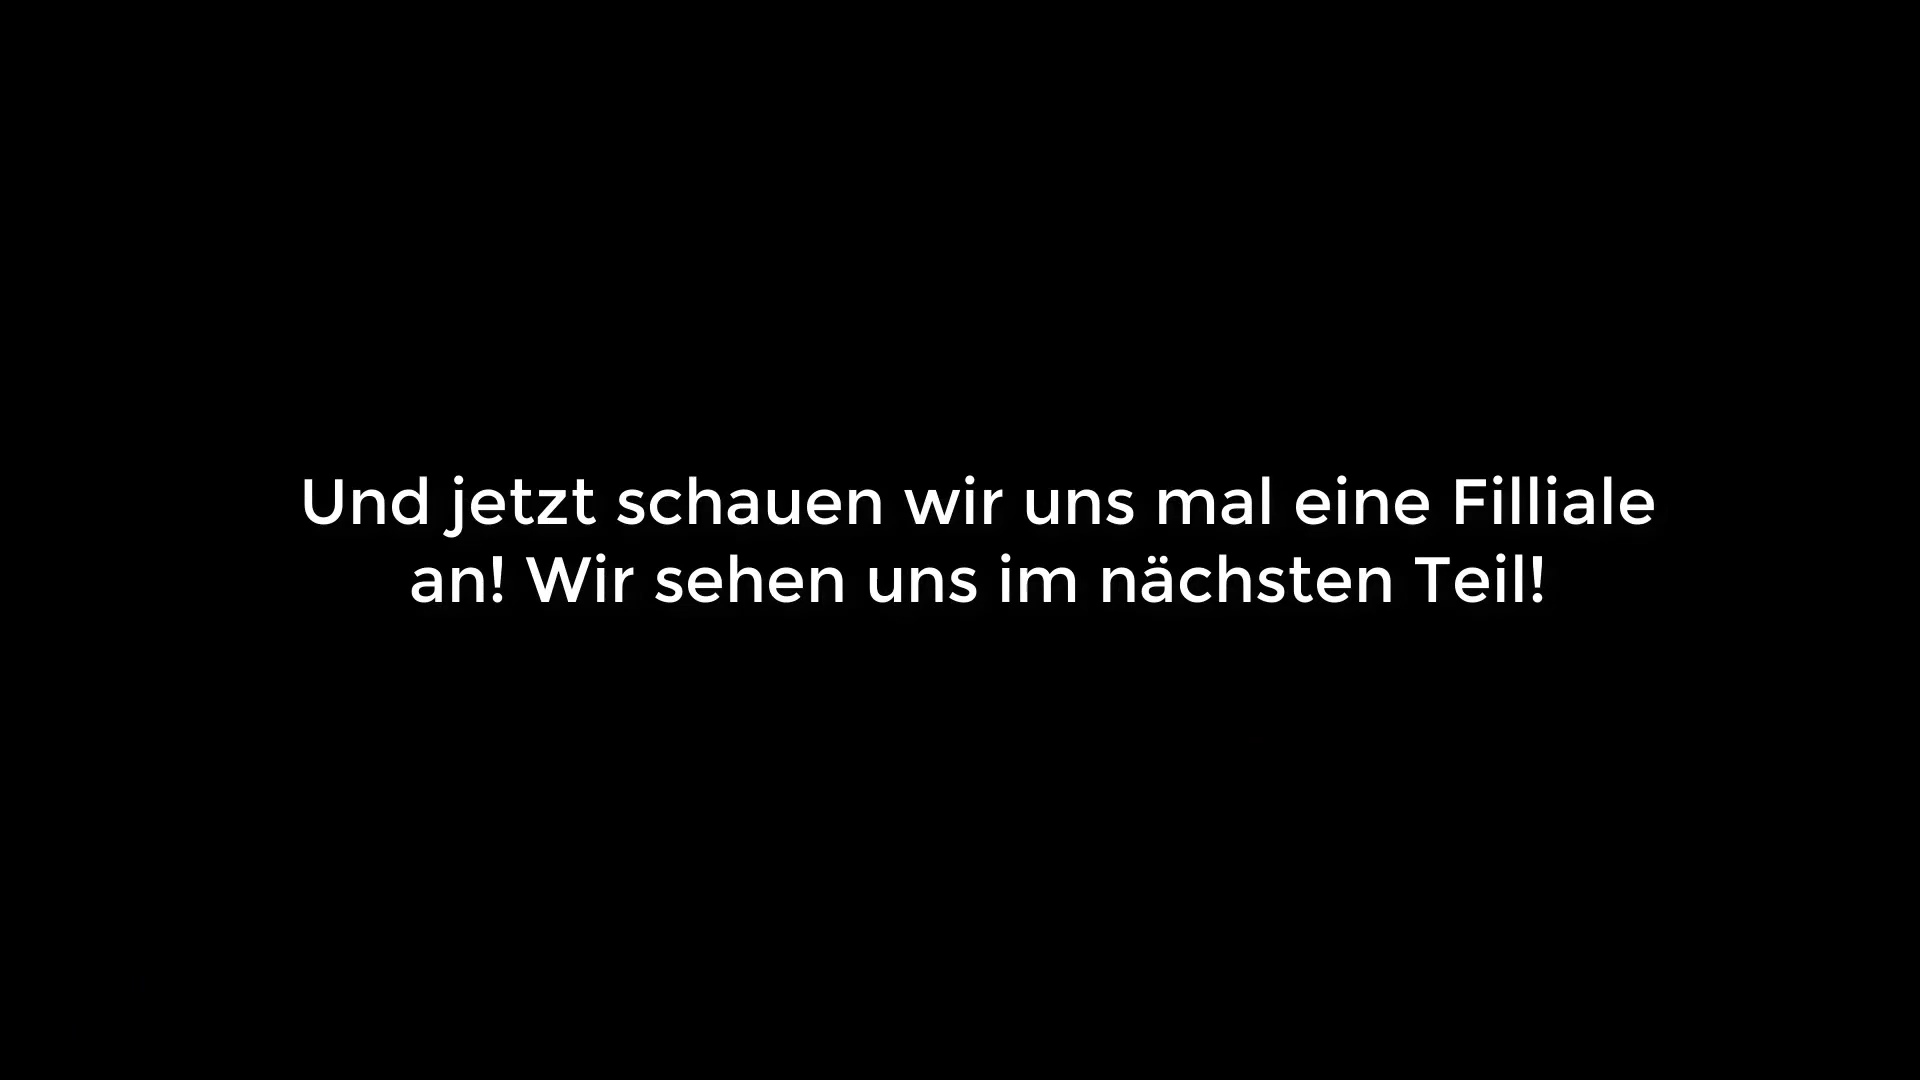 Und jetzt schauen wir uns mal eine Filliale
an! Wir sehen uns im nächsten Teil!